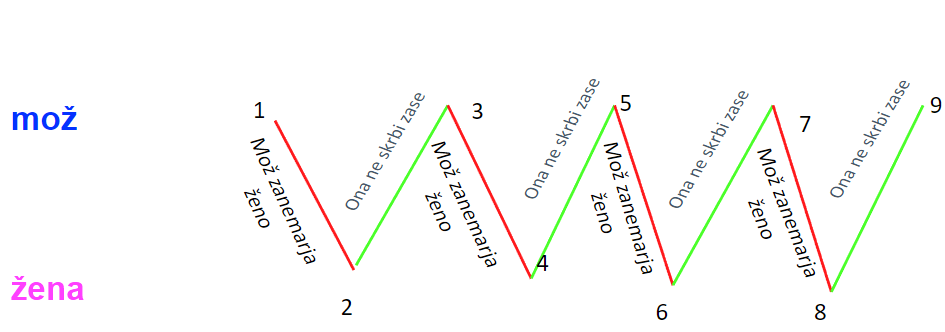 mož
žena
1
Mož zanemarja
ženo
2
Ona ne skrbi zase
3
Mož zanemarja
ženo
4
Ona ne skrbi zase
5
Mož zanemarja
ženo
6
Ona ne skrbi zase
7
Mož zanemarja
ženo
8
Ona ne skrbi zase
9